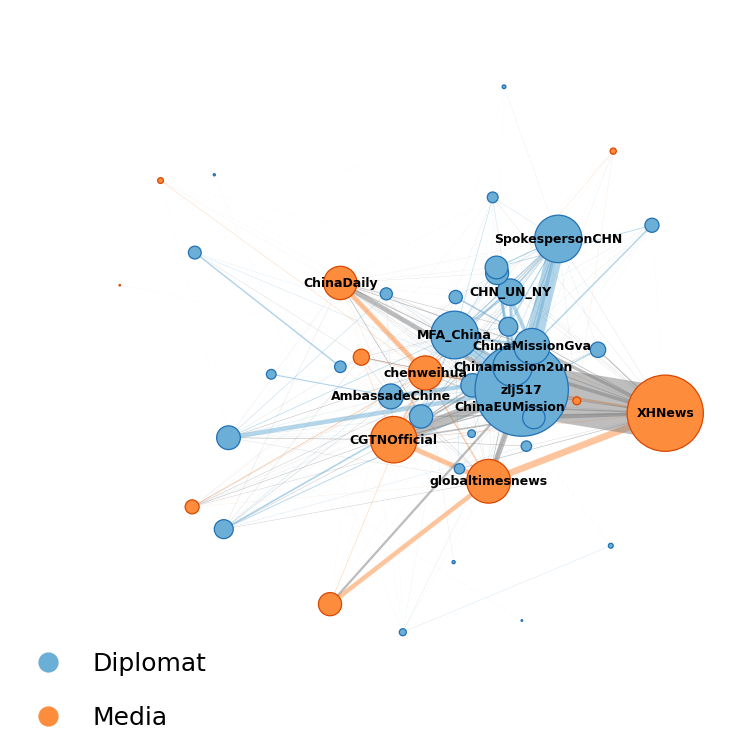 SpokespersonCHN
ChinaDaily
CHN_UN_NY
MFA_China
ChinaMissionGva
Chinamission2un
chenweihua
zlj517
AmbassadeChine
ChinaEUMission
XHNews
CGTNOfficial
globaltimesnews
Diplomat
Media